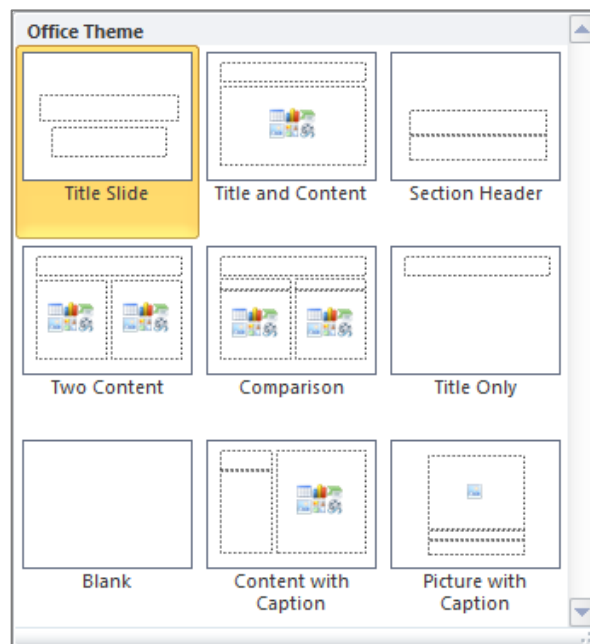 Office Theme
Title Slide
Title and Content
Section Header
Two Content
Comparison
Title Only
Blank
Content with
Caption
Picture with
Caption